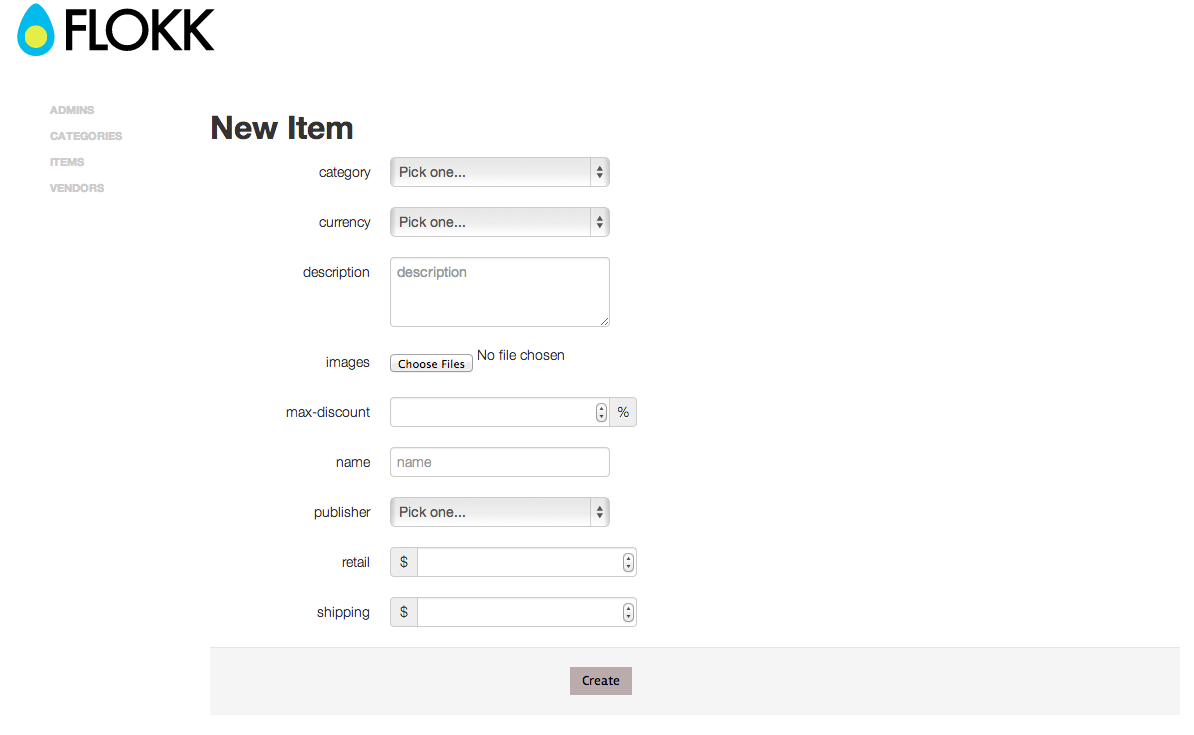 FLOKK
ADMINS
CATEGORIES
ITEMS
VENDORS
New Item
category Pick one...
currency Pick one...
description description
images Choose Files No file chosen
max-discount %
name name
publisher Pick one...
retail $
shipping $
Create